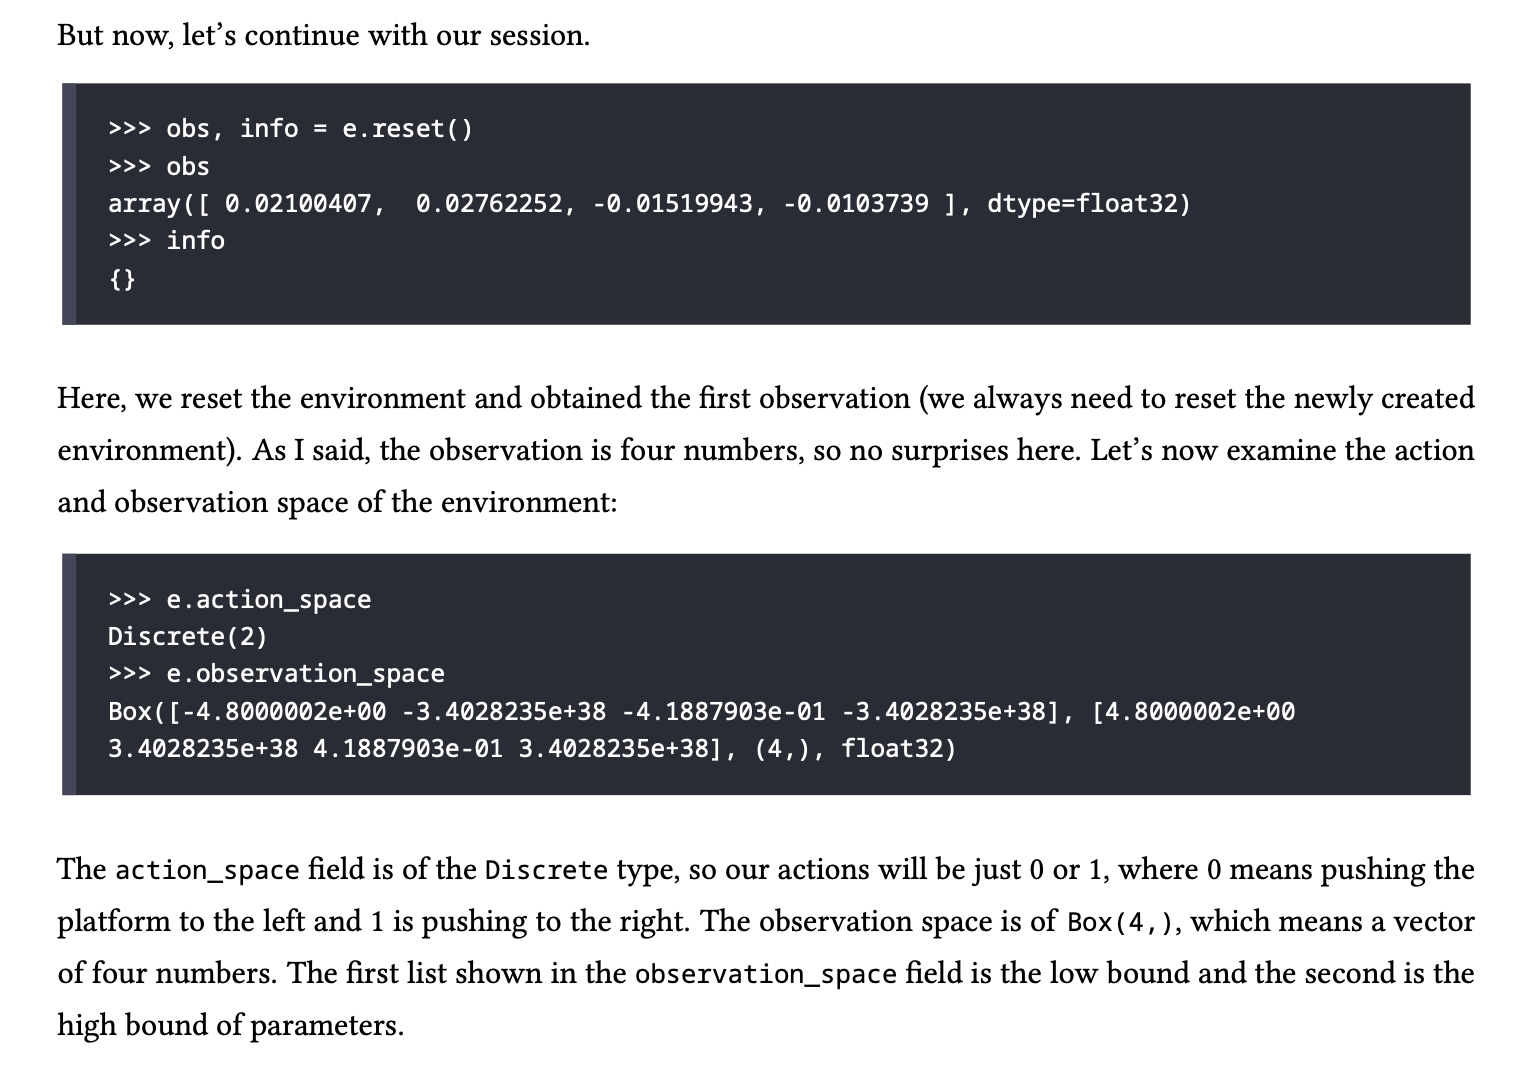 But now, let’s continue with our session.
>>> obs, info = e.reset()
>>> obs
array([ 0.02100407,  0.02762252, -0.01519943, -0.0103739 ], dtype=float32)
>>> info
{}
Here, we reset the environment and obtained the first observation (we always need to reset the newly created
environment). As I said, the observation is four numbers, so no surprises here. Let’s now examine the action
and observation space of the environment:
>>> e.action_space
Discrete(2)
>>> e.observation_space
Box([-4.8000002e+00 -3.4028235e+38 -4.1887903e-01 -3.4028235e+38], [4.8000002e+00
3.4028235e+38 4.1887903e-01 3.4028235e+38], (4,), float32)
The action_space field is of the Discrete type, so our actions will be just 0 or 1, where 0 means pushing the
platform to the left and 1 is pushing to the right. The observation space is of Box(4,), which means a vector
of four numbers. The first list shown in the observation_space field is the low bound and the second is the
high bound of parameters.